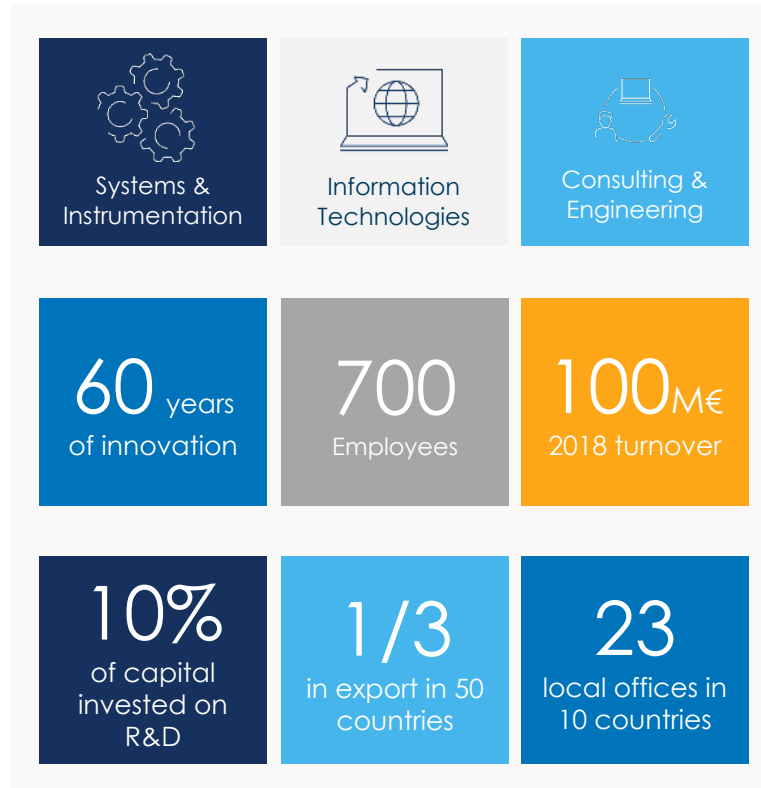 Systems &
Instrumentation
Information
Technologies
Consulting &
Engineering
60 years
of innovation
700
Employees
100M€
2018 turnover
10%
of capital
invested on
R&D
1/3
in export in 50
countries
23
local offices in
10 countries